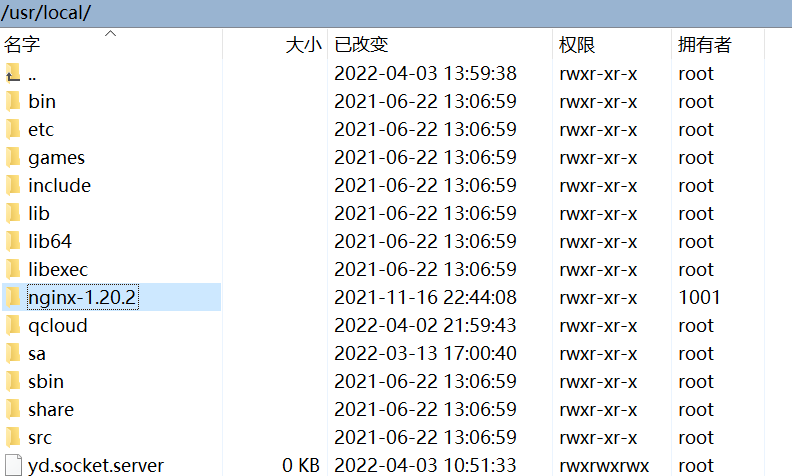 /usr/local/
名字 大小 已改变 权限 拥有者
.. 2022-04-03 13:59:38 rwxr-xr-x root
bin 2021-06-22 13:06:59 rwxr-xr-x root
etc 2021-06-22 13:06:59 rwxr-xr-x root
games 2021-06-22 13:06:59 rwxr-xr-x root
include 2021-06-22 13:06:59 rwxr-xr-x root
lib 2021-06-22 13:06:59 rwxr-xr-x root
lib64 2021-06-22 13:06:59 rwxr-xr-x root
libexec 2021-06-22 13:06:59 rwxr-xr-x root
nginx-1.20.2 2021-11-16 22:44:08 rwxr-xr-x 1001
qcloud 2022-04-02 21:59:43 rwxr-xr-x root
sa 2022-03-13 17:00:40 rwxr-xr-x root
sbin 2021-06-22 13:06:59 rwxr-xr-x root
share 2021-06-22 13:06:59 rwxr-xr-x root
src 2021-06-22 13:06:59 rwxr-xr-x root
yd.socket.server 0 KB 2022-04-03 10:51:33 rwxrwxrwx root